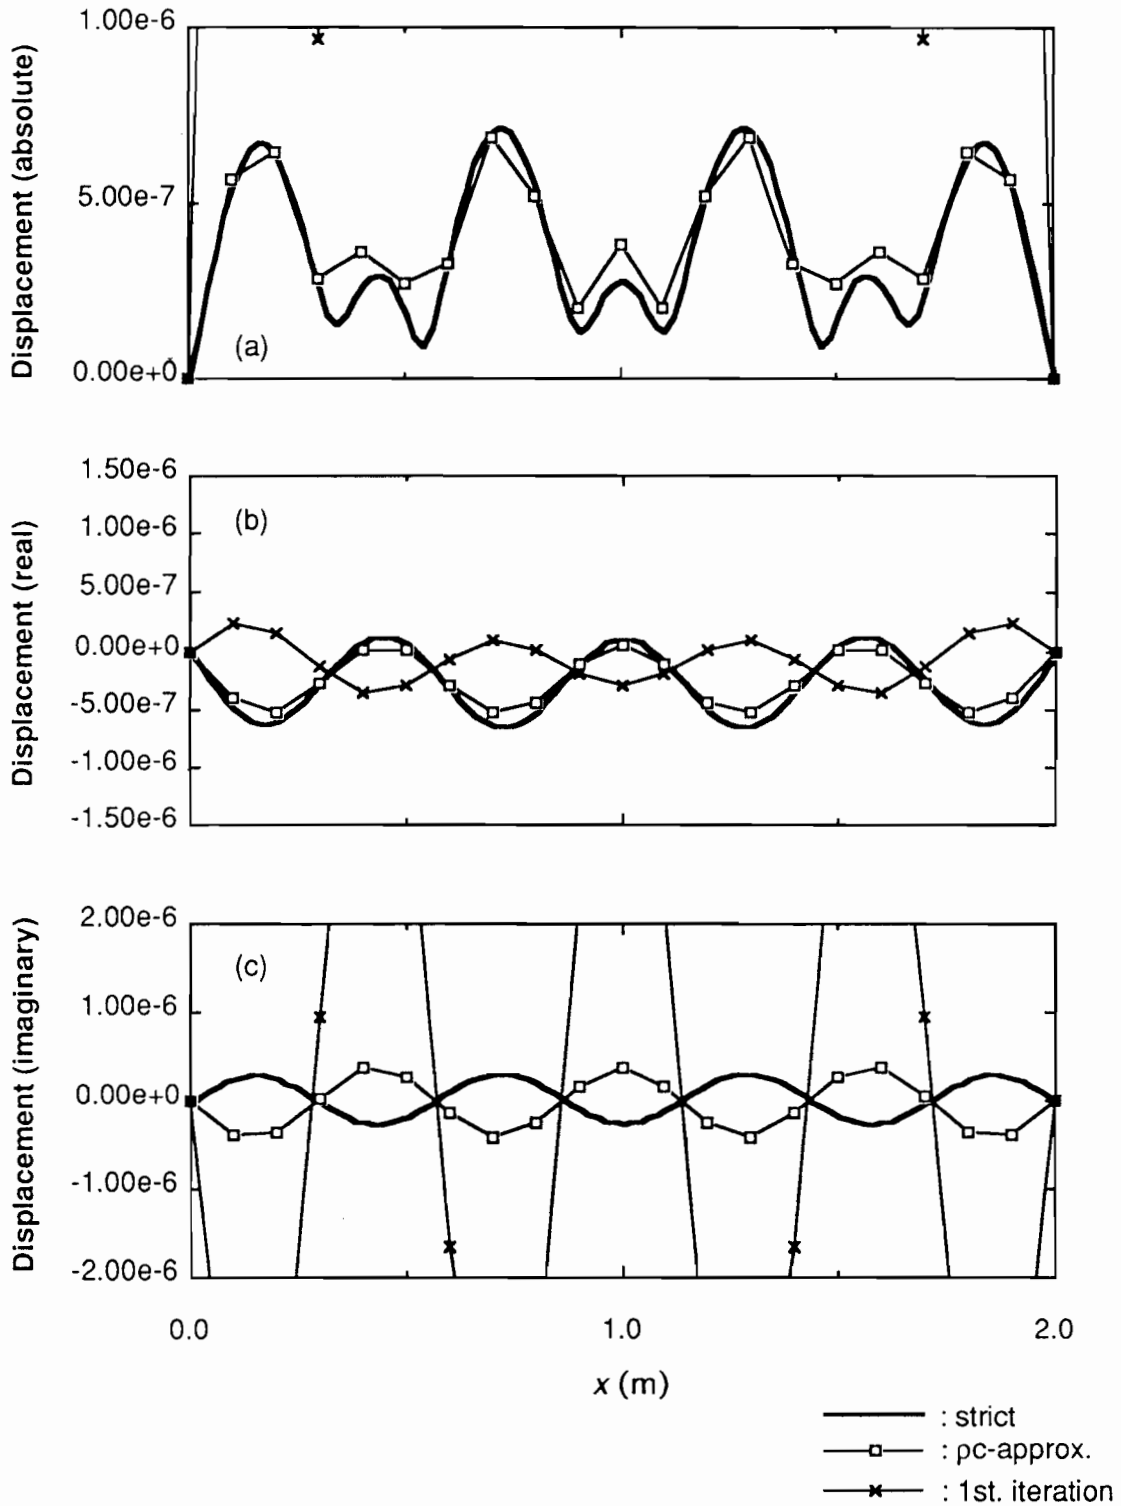 Displacement (absolute)
1.00e-6
5.00e-7
0.00e+0
(a)
Displacement (real)
1.50e-6
1.00e-6
5.00e-7
0.00e+0
-5.00e-7
-1.00e-6
-1.50e-6
(b)
Displacement (imaginary)
2.00e-6
1.00e-6
0.00e+0
-1.00e-6
-2.00e-6
(c)
0.0 1.0 2.0
x (m)
: strict
: ρc-approx.
: 1st. iteration